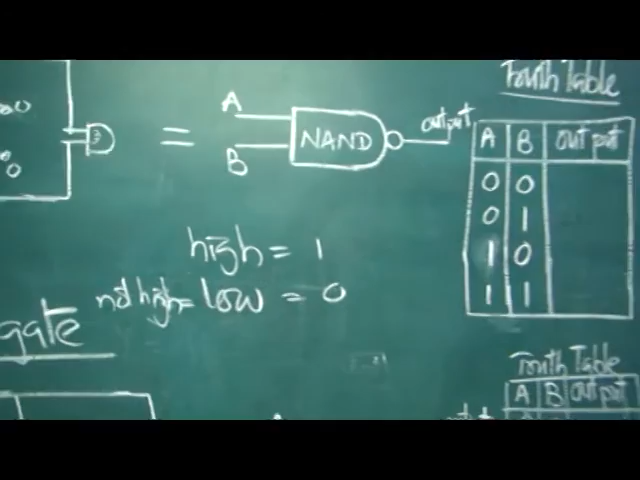 Truth Table
A
=
NAND
output
B
A B output
0 0
0 1
1 0
1 1
high = 1
not high = low = 0
gate
Truth Table
A B output